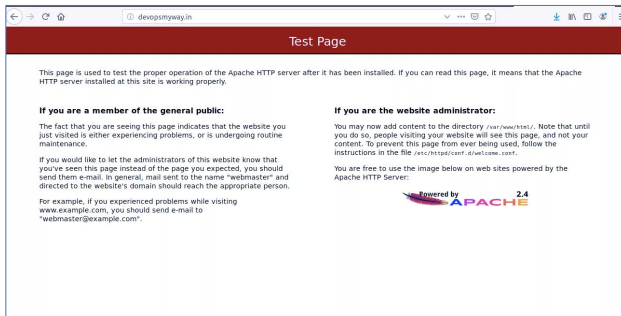 devopsmyway.in
Test Page
This page is used to test the proper operation of the Apache HTTP server after it has been installed. If you can read this page, it means that the Apache
HTTP server installed at this site is working properly.
If you are a member of the general public:
The fact that you are seeing this page indicates that the website you
just visited is either experiencing problems, or is undergoing routine
maintenance.
If you would like to let the administrators of this website know that
you've seen this page instead of the page you expected, you should
send them e-mail. In general, mail sent to the name "webmaster" and
directed to the website's domain should reach the appropriate person.
For example, if you experienced problems while visiting
www.example.com, you should send e-mail to
"webmaster@example.com".
If you are the website administrator:
You may now add content to the directory /var/www/html/. Note that until
you do so, people visiting your website will see this page, and not your
content. To prevent this page from ever being used, follow the
instructions in the file /etc/httpd/conf.d/welcome.conf.
You are free to use the image below on web sites powered by the
Apache HTTP Server:
Powered by 2.4
APACHE